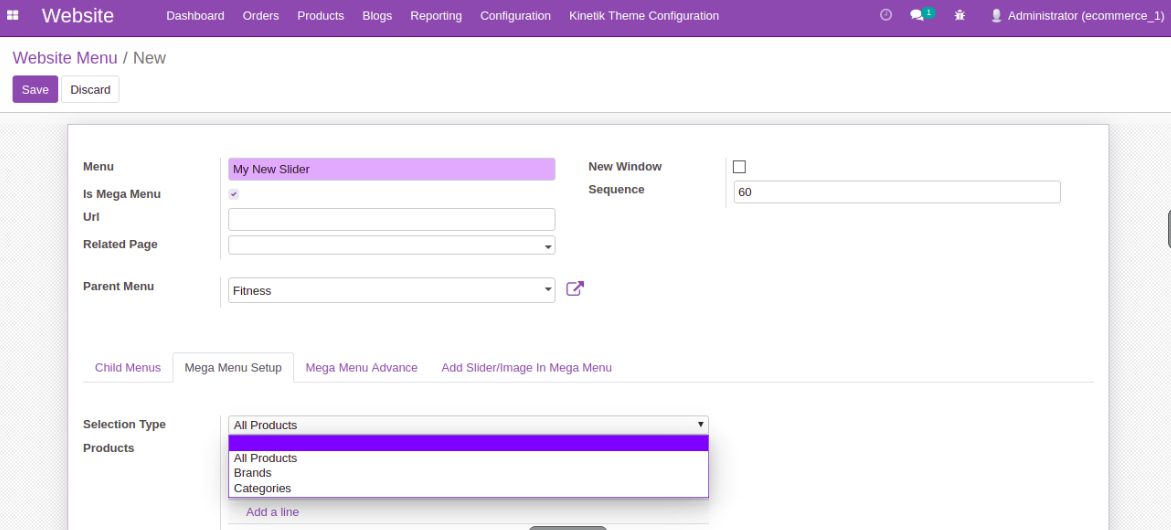 Website Dashboard Orders Products Blogs Reporting Configuration Kinetik Theme Configuration 1 Administrator (ecommerce_1)
Website Menu / New
Save Discard
Menu My New Slider New Window
Is Mega Menu Sequence 60
Url
Related Page
Parent Menu Fitness
Child Menus Mega Menu Setup Mega Menu Advance Add Slider/Image In Mega Menu
Selection Type All Products
Products
All Products
Brands
Categories
Add a line